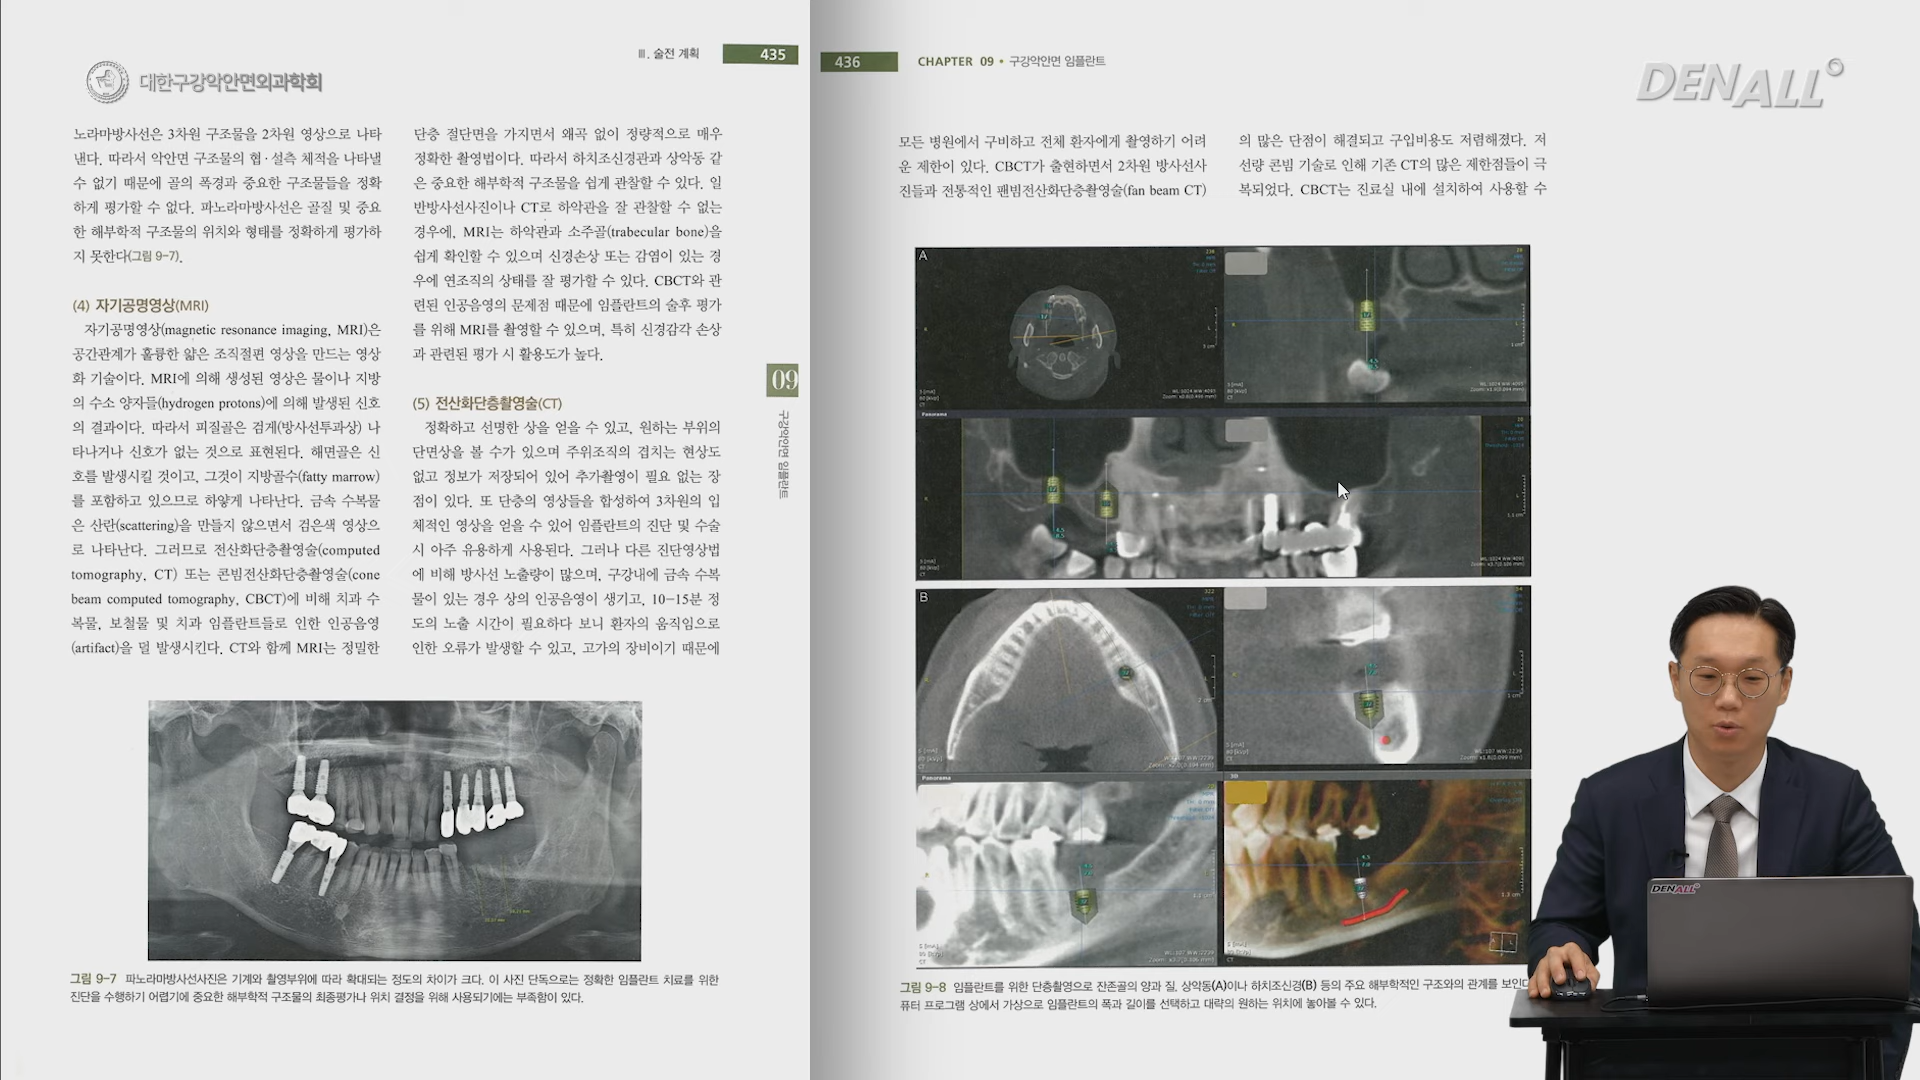 대한구강악안면외과학회
Ⅲ. 술전 계획 435
노라마방사선은 3차원 구조물을 2차원 영상으로 나타
낸다. 따라서 악안면 구조물의 협·설측 체적을 나타낼
수 없기 때문에 골의 폭경과 중요한 구조물들을 정확
하게 평가할 수 없다. 파노라마방사선은 골질 및 중요
한 해부학적 구조물의 위치와 형태를 정확하게 평가하
지 못한다(그림 9-7).
(4) 자기공명영상(MRI)
자기공명영상(magnetic resonance imaging, MRI)은
공간관계가 훌륭한 얇은 조직절편 영상을 만드는 영상
화 기술이다. MRI에 의해 생성된 영상은 물이나 지방
의 수소 양자들(hydrogen protons)에 의해 발생된 신호
의 결과이다. 따라서 피질골은 검게(방사선투과상) 나
타나거나 신호가 없는 것으로 표현된다. 해면골은 신
호를 발생시킬 것이고, 그것이 지방골수(fatty marrow)
를 포함하고 있으므로 하얗게 나타난다. 금속 수복물
은 산란(scattering)을 만들지 않으면서 검은색 영상으
로 나타난다. 그러므로 전산화단층촬영술(computed
tomography, CT) 또는 콘빔전산화단층촬영술(cone
beam computed tomography, CBCT)에 비해 치과 수
복물, 보철물 및 치과 임플란트들로 인한 인공음영
(artifact)을 덜 발생시킨다. CT와 함께 MRI는 정밀한
단층 절단면을 가지면서 왜곡 없이 정량적으로 매우
정확한 촬영법이다. 따라서 하치조신경관과 상악동 같
은 중요한 해부학적 구조물을 쉽게 관찰할 수 있다. 일
반방사선사진이나 CT로 하악관을 잘 관찰할 수 없는
경우에, MRI는 하악관과 소주골(trabecular bone)을
쉽게 확인할 수 있으며 신경손상 또는 감염이 있는 경
우에 연조직의 상태를 잘 평가할 수 있다. CBCT와 관
련된 인공음영의 문제점 때문에 임플란트의 술후 평가
를 위해 MRI를 촬영할 수 있으며, 특히 신경감각 손상
과 관련된 평가 시 활용도가 높다.
(5) 전산화단층촬영술(CT)
정확하고 선명한 상을 얻을 수 있고, 원하는 부위의
단면상을 볼 수가 있으며 주위조직의 겹치는 현상도
없고 정보가 저장되어 있어 추가촬영이 필요 없는 장
점이 있다. 또 단층의 영상들을 합성하여 3차원의 입
체적인 영상을 얻을 수 있어 임플란트의 진단 및 수술
시 아주 유용하게 사용된다. 그러나 다른 진단영상법
에 비해 방사선 노출량이 많으며, 구강내에 금속 수복
물이 있는 경우 상의 인공음영이 생기고, 10-15분 정
도의 노출 시간이 필요하다 보니 환자의 움직임으로
인한 오류가 발생할 수 있고, 고가의 장비이기 때문에
09
구강악안면 임플란트
그림 9-7 파노라마방사선사진은 기계와 촬영부위에 따라 확대되는 정도의 차이가 크다. 이 사진 단독으로는 정확한 임플란트 치료를 위한
진단을 수행하기 어렵기에 중요한 해부학적 구조물의 최종평가나 위치 결정을 위해 사용되기에는 부족함이 있다.
436 CHAPTER 09 • 구강악안면 임플란트
DENALL
모든 병원에서 구비하고 전체 환자에게 촬영하기 어려
운 제한이 있다. CBCT가 출현하면서 2차원 방사선사
진들과 전통적인 팬빔전산화단층촬영술(fan beam CT)
의 많은 단점이 해결되고 구입비용도 저렴해졌다. 저
선량 콘빔 기술로 인해 기존 CT의 많은 제한점들이 극
복되었다. CBCT는 진료실 내에 설치하여 사용할 수
A
Panorama
B
Panorama
3D
그림 9-8 임플란트를 위한 단층촬영으로 잔존골의 양과 질, 상악동(A)이나 하치조신경(B) 등의 주요 해부학적인 구조와의 관계를 보인다
퓨터 프로그램 상에서 가상으로 임플란트의 폭과 길이를 선택하고 대략의 원하는 위치에 놓아볼 수 있다.
DENALL